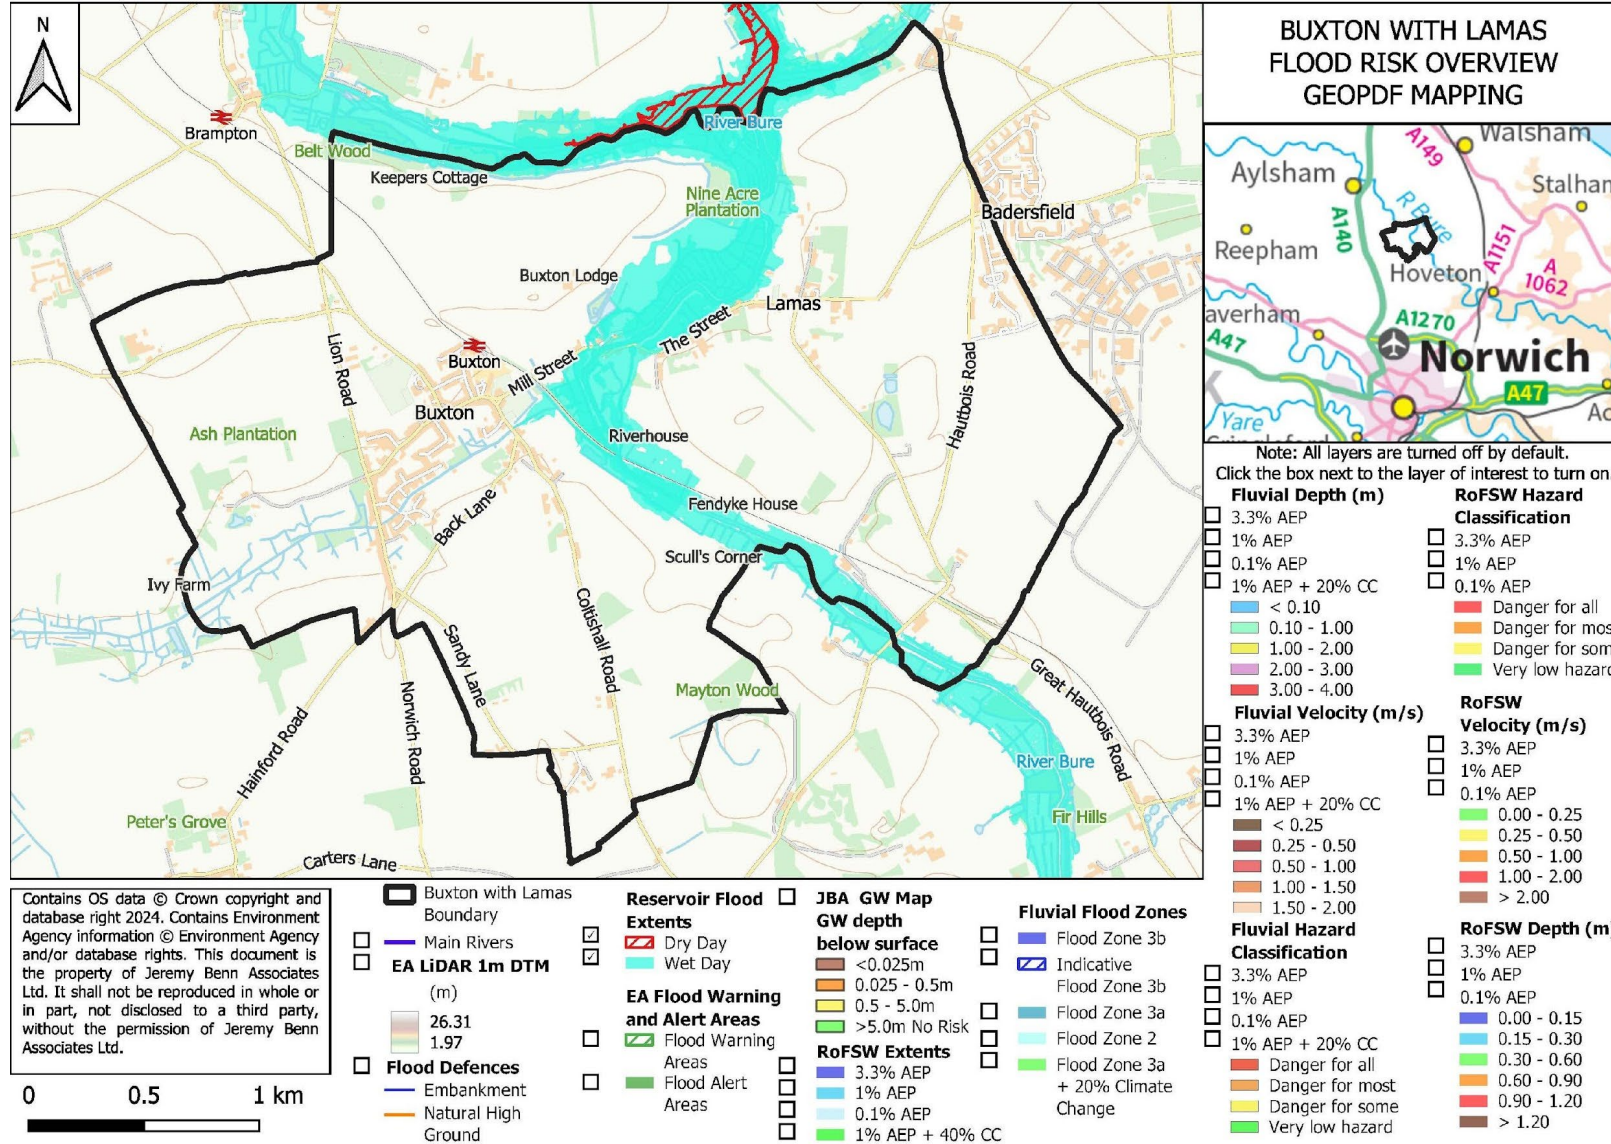 N
Brampton
Belt Wood
Keepers Cottage
River Bure
Nine Acre
Plantation
Badersfield
Buxton Lodge
Lamas
The Street
Lion Road
Buxton
Mill Street
Buxton
Hautbois Road
Ash Plantation
Riverhouse
Back Lane
Fendyke House
Scull's Corner
Ivy Farm
Coltishall Road
Sandy Lane
Mayton Wood
Great Hautbois Road
Norwich Road
Hainford Road
River Bure
Peter's Grove
Fir Hills
Carters Lane
BUXTON WITH LAMAS
FLOOD RISK OVERVIEW
GEOPDF MAPPING
A149
Walsham
Aylsham
Stalham
R Bure
A140
Reepham
A1151
Hoveton
A
1062
averham
A1270
A47
Norwich
A47
Yare
Note: All layers are turned off by default.
Click the box next to the layer of interest to turn on.
Fluvial Depth (m)
3.3% AEP
1% AEP
0.1% AEP
1% AEP + 20% CC
< 0.10
0.10 - 1.00
1.00 - 2.00
2.00 - 3.00
3.00 - 4.00
RoFSW Hazard
Classification
3.3% AEP
1% AEP
0.1% AEP
Danger for all
Danger for mos
Danger for som
Very low hazard
Fluvial Velocity (m/s)
3.3% AEP
1% AEP
0.1% AEP
1% AEP + 20% CC
< 0.25
0.25 - 0.50
0.50 - 1.00
1.00 - 1.50
1.50 - 2.00
RoFSW
Velocity (m/s)
3.3% AEP
1% AEP
0.1% AEP
0.00 - 0.25
0.25 - 0.50
0.50 - 1.00
1.00 - 2.00
> 2.00
Fluvial Hazard
Classification
3.3% AEP
1% AEP
0.1% AEP
1% AEP + 20% CC
Danger for all
Danger for most
Danger for some
Very low hazard
RoFSW Depth (m
3.3% AEP
1% AEP
0.1% AEP
0.00 - 0.15
0.15 - 0.30
0.30 - 0.60
0.60 - 0.90
0.90 - 1.20
> 1.20
Contains OS data © Crown copyright and
database right 2024. Contains Environment
Agency information © Environment Agency
and/or database rights. This document is
the property of Jeremy Benn Associates
Ltd. It shall not be reproduced in whole or
in part, not disclosed to a third party,
without the permission of Jeremy Benn
Associates Ltd.
0 0.5 1 km
Buxton with Lamas
Boundary
Main Rivers
EA LiDAR 1m DTM
(m)
26.31
1.97
Flood Defences
Embankment
Natural High
Ground
Reservoir Flood
Extents
Dry Day
Wet Day
EA Flood Warning
and Alert Areas
Flood Warning
Areas
Flood Alert
Areas
JBA GW Map
GW depth
below surface
<0.025m
0.025 - 0.5m
0.5 - 5.0m
>5.0m No Risk
RoFSW Extents
3.3% AEP
1% AEP
0.1% AEP
1% AEP + 40% CC
Fluvial Flood Zones
Flood Zone 3b
Indicative
Flood Zone 3b
Flood Zone 3a
Flood Zone 2
Flood Zone 3a
+ 20% Climate
Change